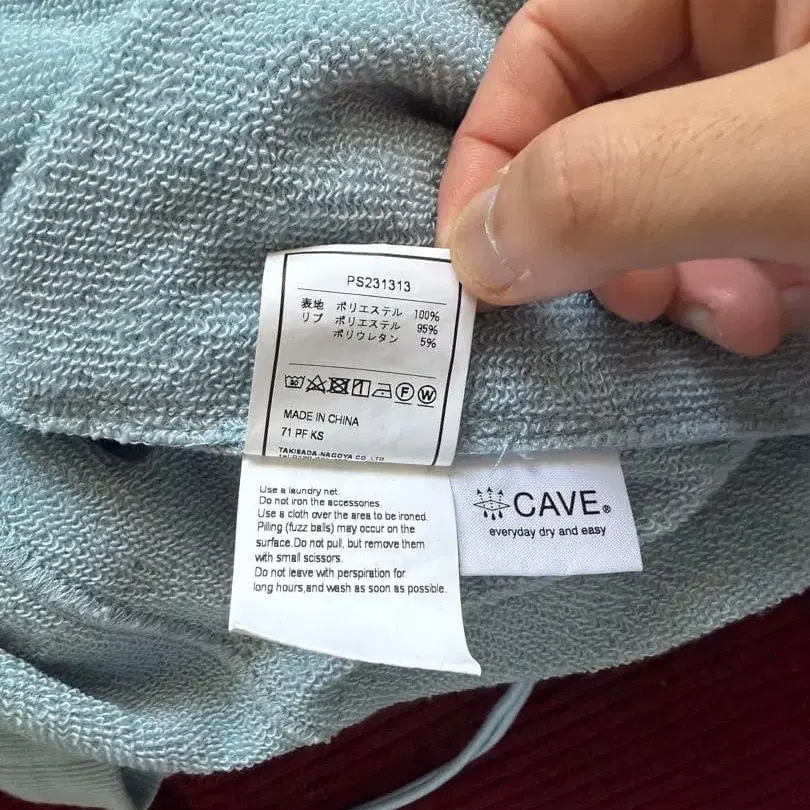 PS231313
表地 ポリエステル 100%
リブ ポリエステル 95%
ポリウレタン 5%
30
F W
MADE IN CHINA
71 PF KS
TAKISADA-NAGOYA CO.,LTD.
Use a laundry net.
Do not iron the accessories.
Use a cloth over the area to be ironed.
Pilling (fuzz balls) may occur on the
surface.Do not pull, but remove them
with small scissors.
Do not leave with perspiration for
long hours,and wash as soon as possible.
CAVE®
everyday dry and easy